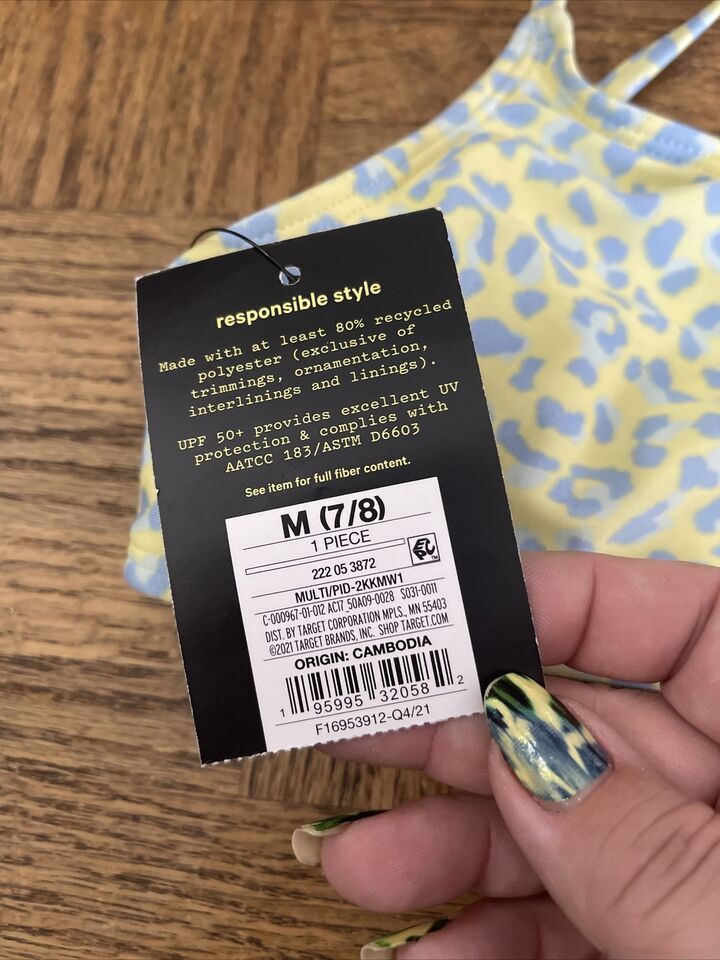 responsible style
Made with at least 80% recycled
polyester (exclusive of
trimmings, ornamentation,
interlinings and linings).
UPF 50+ provides excellent UV
protection & complies with
AATCC 183/ASTM D6603
See item for full fiber content.
M (7/8)
1 PIECE
EPC™
222 05 3872
MULTI/PID-2KKMW1
C-000967-01-012 AC17_50A09-0028 S031-0011
DIST. BY TARGET CORPORATION MPLS., MN 55403
©2021 TARGET BRANDS, INC. SHOP TARGET.COM
ORIGIN: CAMBODIA
1 95995 32058 2
F16953912-Q4/21